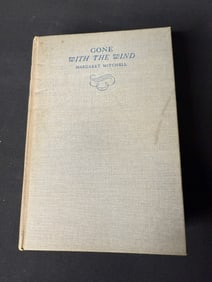 GONE
WITH THE WIND
MARGARET MITCHELL